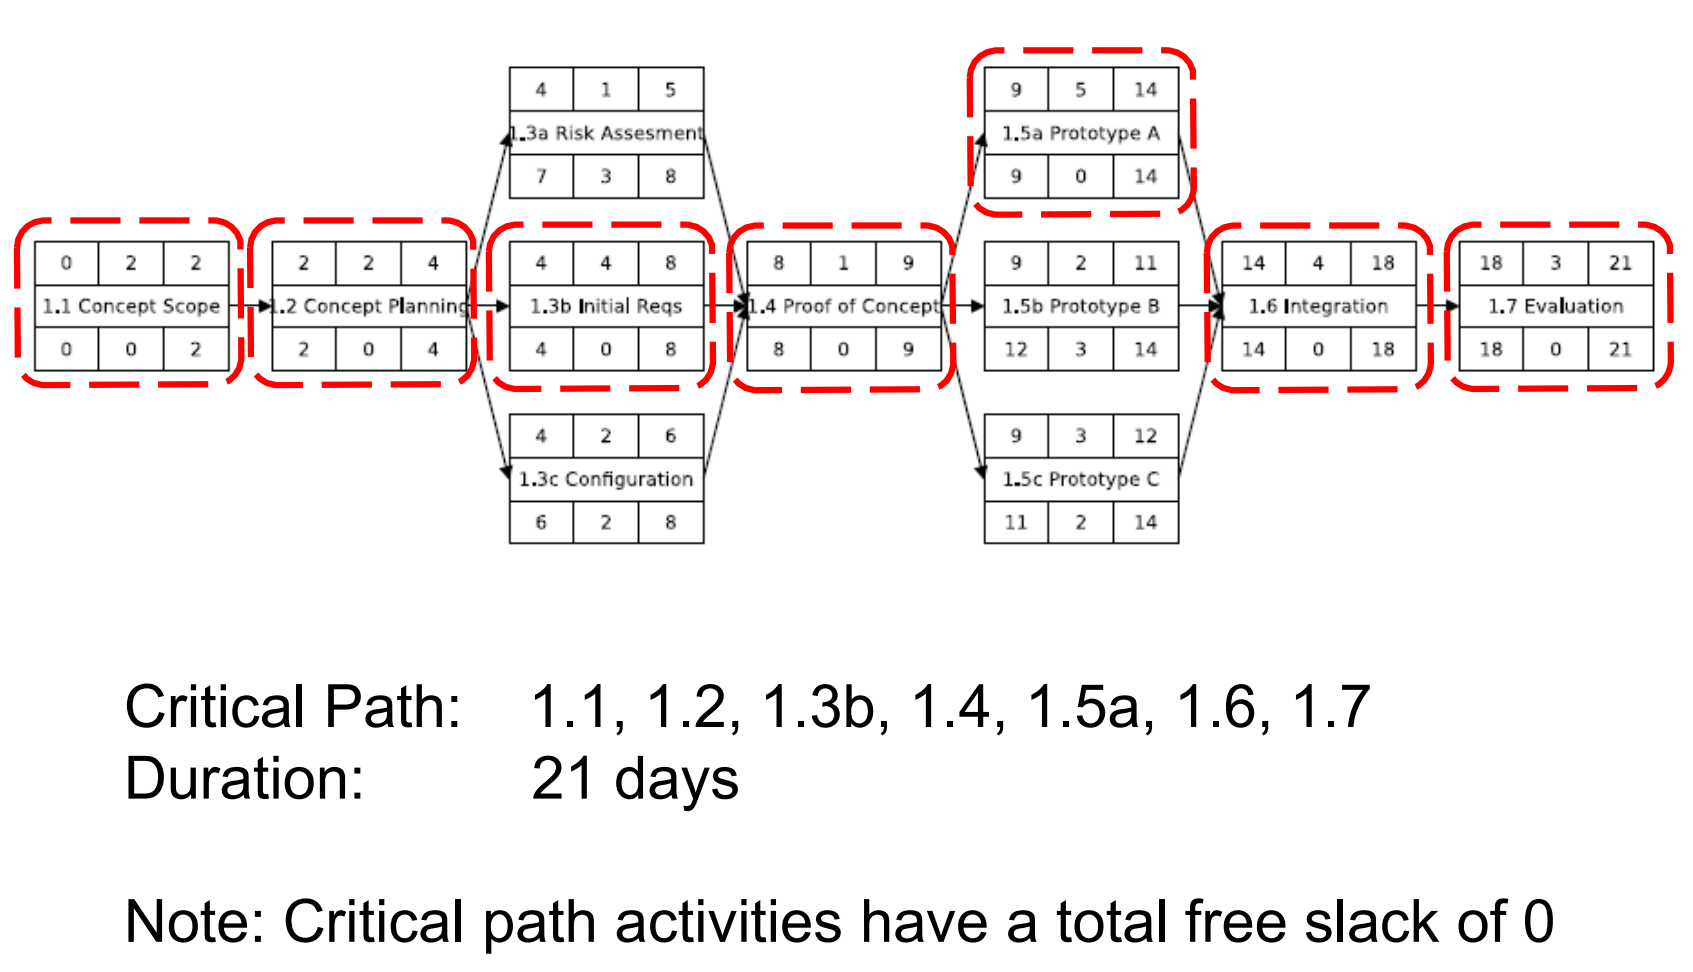 4 1 5
1.3a Risk Assesment
7 3 8
9 5 14
1.5a Prototype A
9 0 14
0 2 2
1.1 Concept Scope
0 0 2
2 2 4
1.2 Concept Planning
2 0 4
4 4 8
1.3b Initial Reqs
4 0 8
8 1 9
1.4 Proof of Concept
8 0 9
9 2 11
1.5b Prototype B
12 3 14
14 4 18
1.6 Integration
14 0 18
18 3 21
1.7 Evaluation
18 0 21
4 2 6
1.3c Configuration
6 2 8
9 3 12
1.5c Prototype C
11 2 14
Critical Path: 1.1, 1.2, 1.3b, 1.4, 1.5a, 1.6, 1.7
Duration: 21 days
Note: Critical path activities have a total free slack of 0